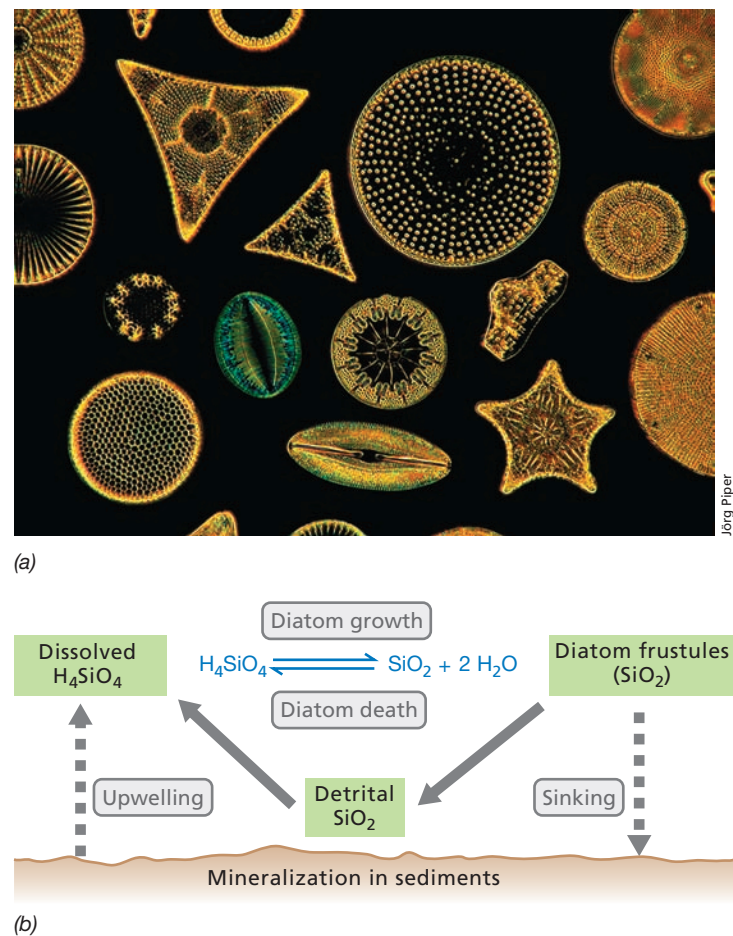 Jörg Piper
(a)
Diatom growth
Dissolved
H₄SiO₄
H₄SiO₄ ⇌ SiO₂ + 2 H₂O
Diatom frustules
(SiO₂)
Diatom death
Upwelling
Detrital
SiO₂
Sinking
Mineralization in sediments
(b)